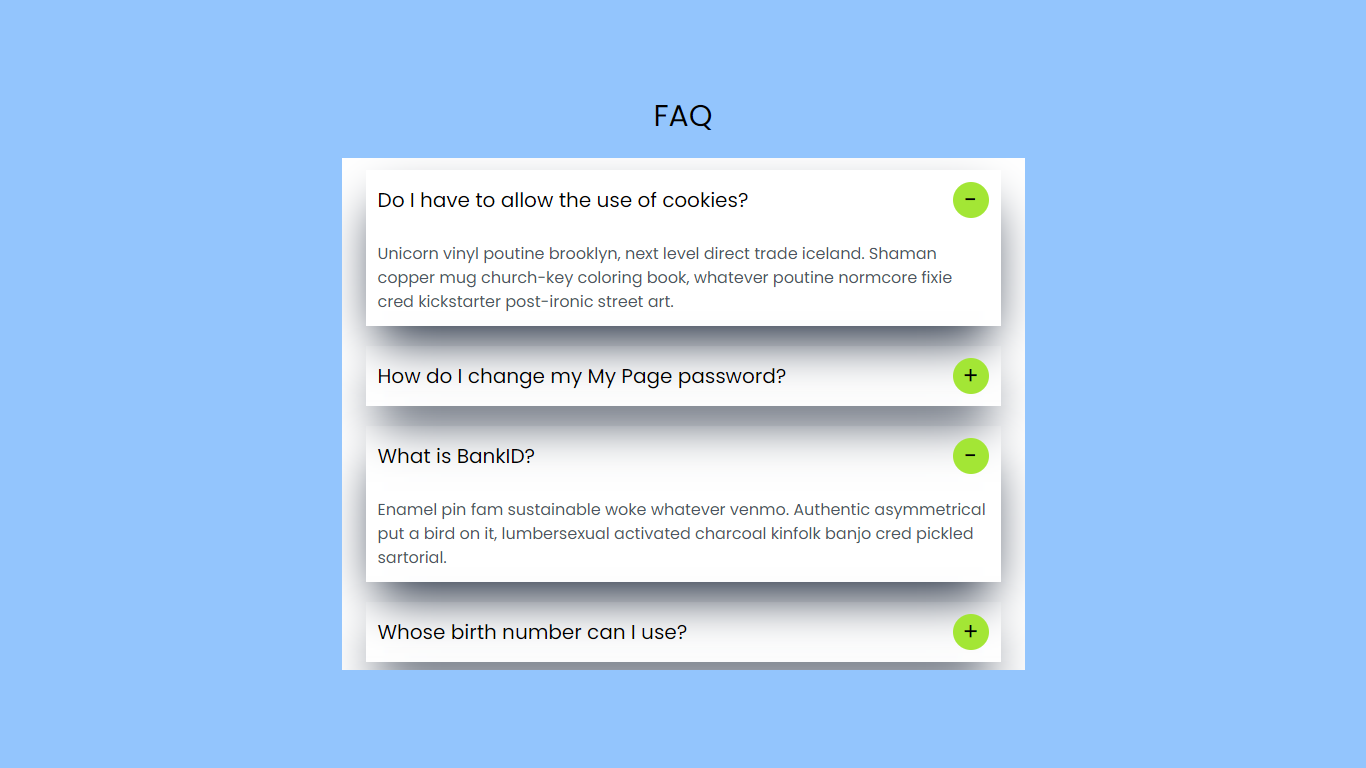 FAQ
Do I have to allow the use of cookies?
-
Unicorn vinyl poutine brooklyn, next level direct trade iceland. Shaman
copper mug church-key coloring book, whatever poutine normcore fixie
cred kickstarter post-ironic street art.
How do I change my My Page password?
+
What is BankID?
-
Enamel pin fam sustainable woke whatever venmo. Authentic asymmetrical
put a bird on it, lumbersexual activated charcoal kinfolk banjo cred pickled
sartorial.
Whose birth number can I use?
+